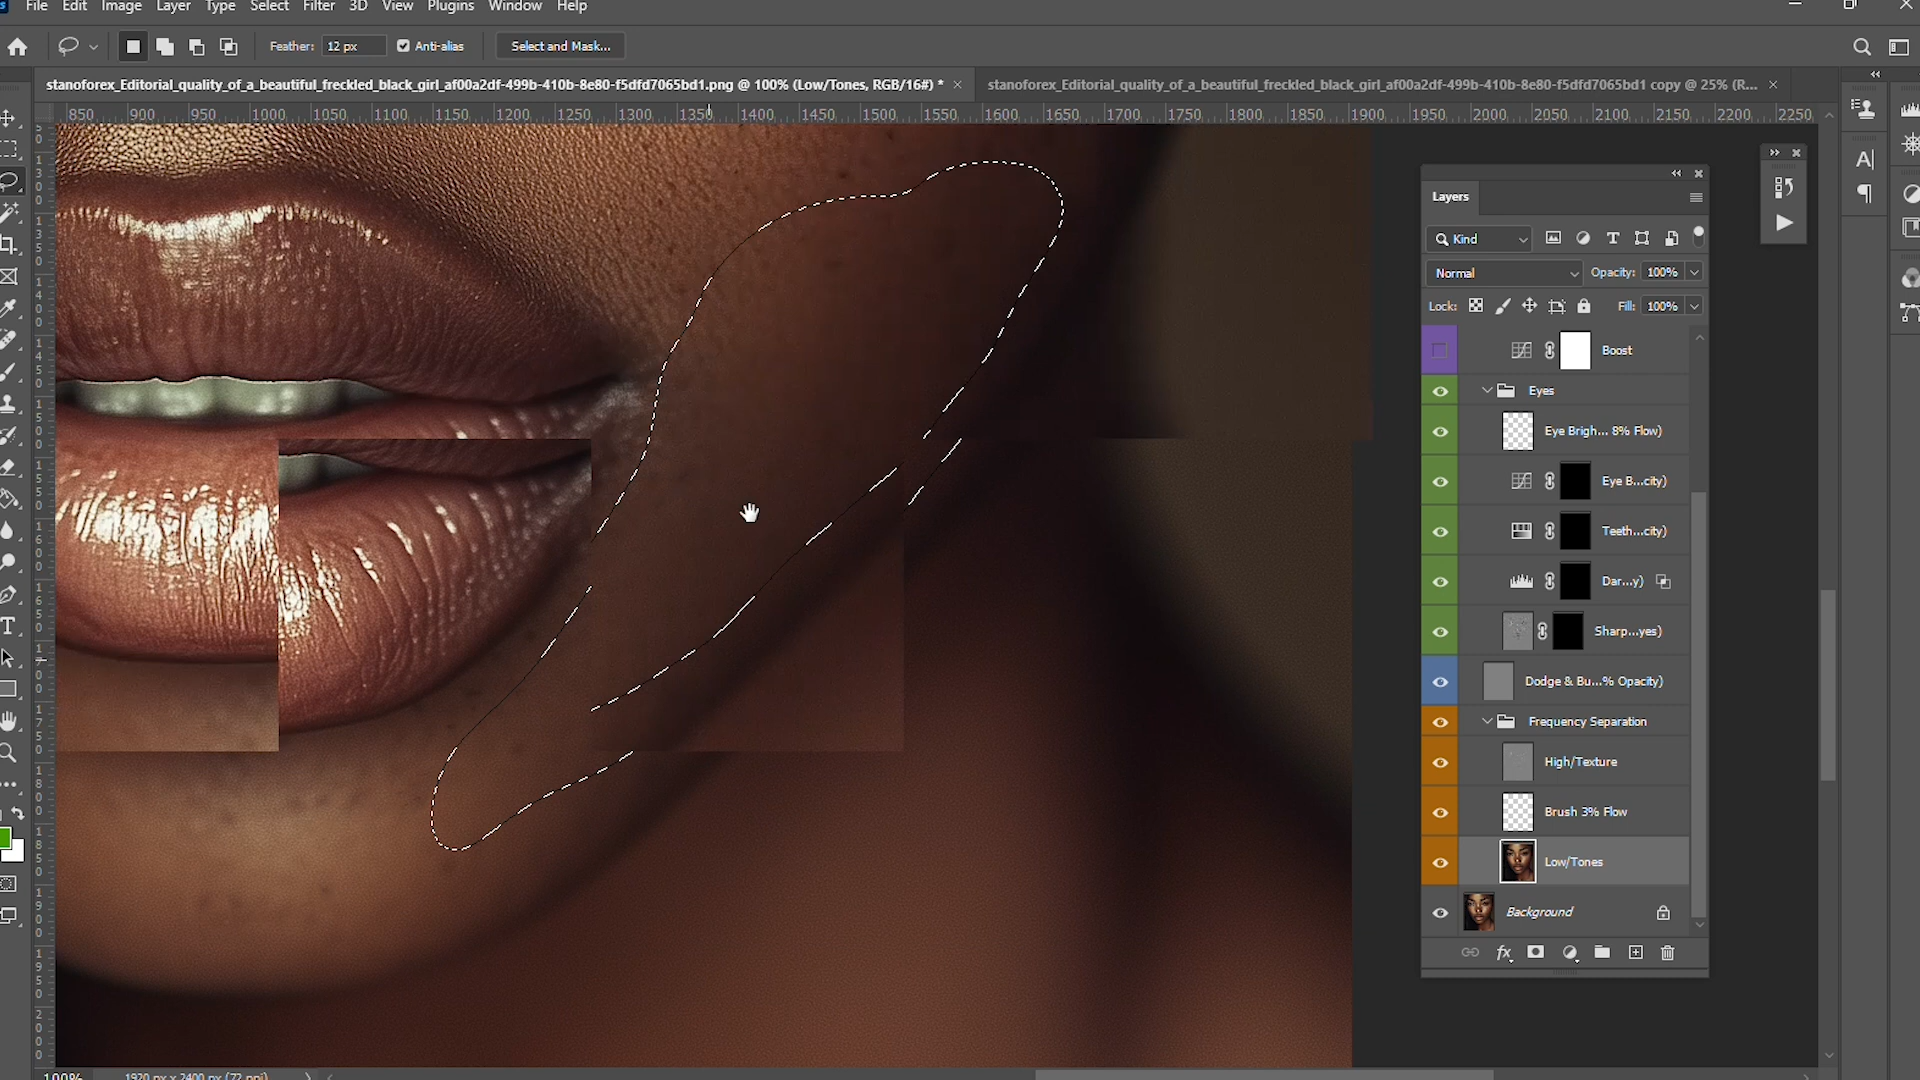 File Edit Image Layer Type Select Filter 3D View Plugins Window Help
Feather: 12 px Anti-alias Select and Mask...
stanoforex_Editorial_quality_of_a_beautiful_freckled_black_girl_af00a2df-499b-410b-8e80-f5dfd7065bd1.png @ 100% (Low/Tones, RGB/16#) *
stanoforex_Editorial_quality_of_a_beautiful_freckled_black_girl_af00a2df-499b-410b-8e80-f5dfd7065bd1 copy @ 25% (R...
850 900 950 1000 1050 1100 1150 1200 1250 1300 1350 1400 1450 1500 1550 1600 1650 1700 1750 1800 1850 1900 1950 2000 2050 2100 2150 2200 2250
Layers
Kind
Normal Opacity: 100%
Lock: Fill: 100%
Boost
Eyes
Eye Brigh... 8% Flow)
Eye B...city)
Teeth...city)
Dar...y)
Sharp...yes)
Dodge & Bu...% Opacity)
Frequency Separation
High/Texture
Brush 3% Flow
Low/Tones
Background
100% 1920 px x 2400 px (72 ppi)